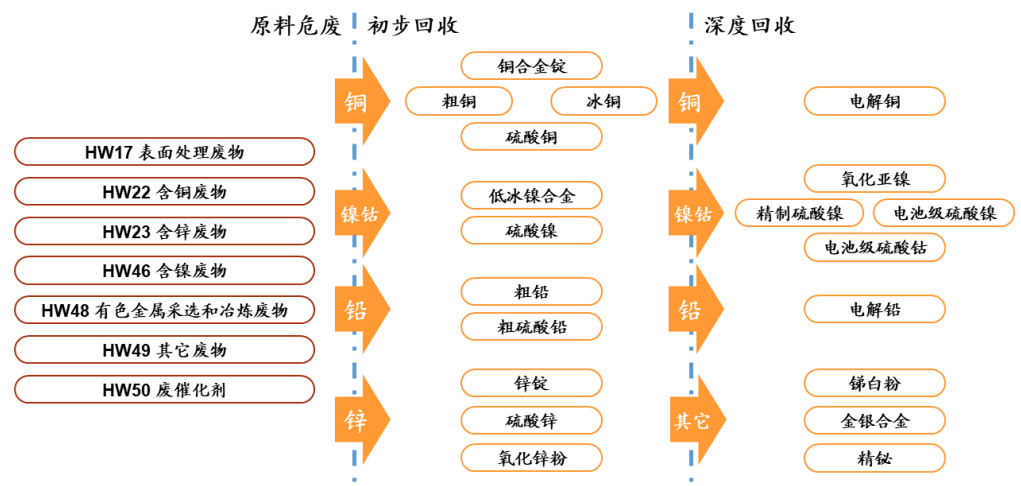 原料危废
初步回收
深度回收
HW17 表面处理废物
HW22 含铜废物
HW23 含锌废物
HW46 含镍废物
HW48 有色金属采选和冶炼废物
HW49 其它废物
HW50 废催化剂
铜
铜合金锭
粗铜
冰铜
硫酸铜
镍钴
低冰镍合金
硫酸镍
铅
粗铅
粗硫酸铅
锌
锌锭
硫酸锌
氧化锌粉
铜
电解铜
镍钴
氧化亚镍
精制硫酸镍
电池级硫酸镍
电池级硫酸钴
铅
电解铅
其它
锑白粉
金银合金
精铋